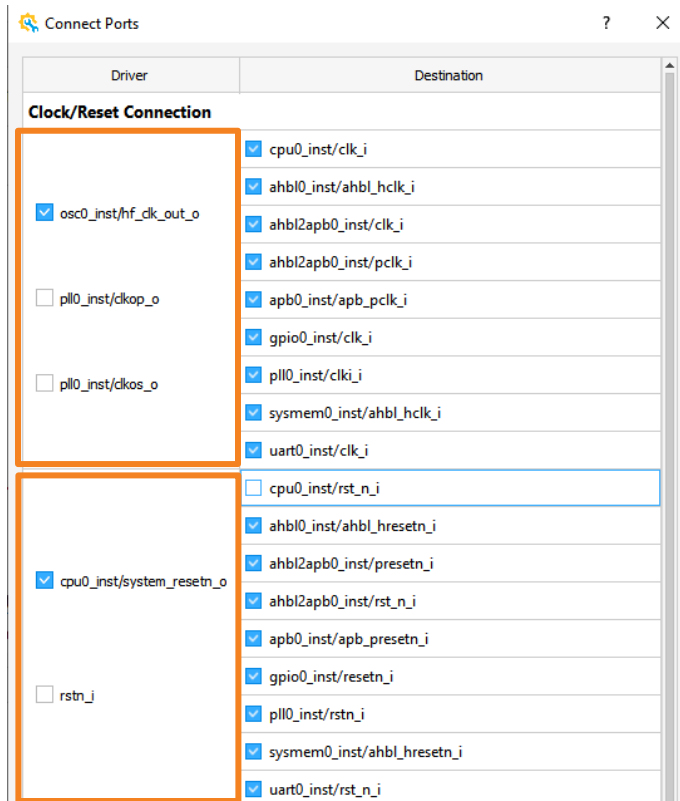 Connect Ports ?
Driver Destination
Clock/Reset Connection
cpu0_inst/clk_i
ahbl0_inst/ahbl_hclk_i
osc0_inst/hf_clk_out_o
ahbl2apb0_inst/clk_i
ahbl2apb0_inst/pclk_i
pll0_inst/clkop_o
apb0_inst/apb_pclk_i
gpio0_inst/clk_i
pll0_inst/clkos_o
pll0_inst/clki_i
sysmem0_inst/ahbl_hclk_i
uart0_inst/clk_i
cpu0_inst/rst_n_i
ahbl0_inst/ahbl_hresetn_i
ahbl2apb0_inst/presetn_i
cpu0_inst/system_resetn_o
ahbl2apb0_inst/rst_n_i
apb0_inst/apb_presetn_i
gpio0_inst/resetn_i
rstn_i
pll0_inst/rstn_i
sysmem0_inst/ahbl_hresetn_i
uart0_inst/rst_n_i